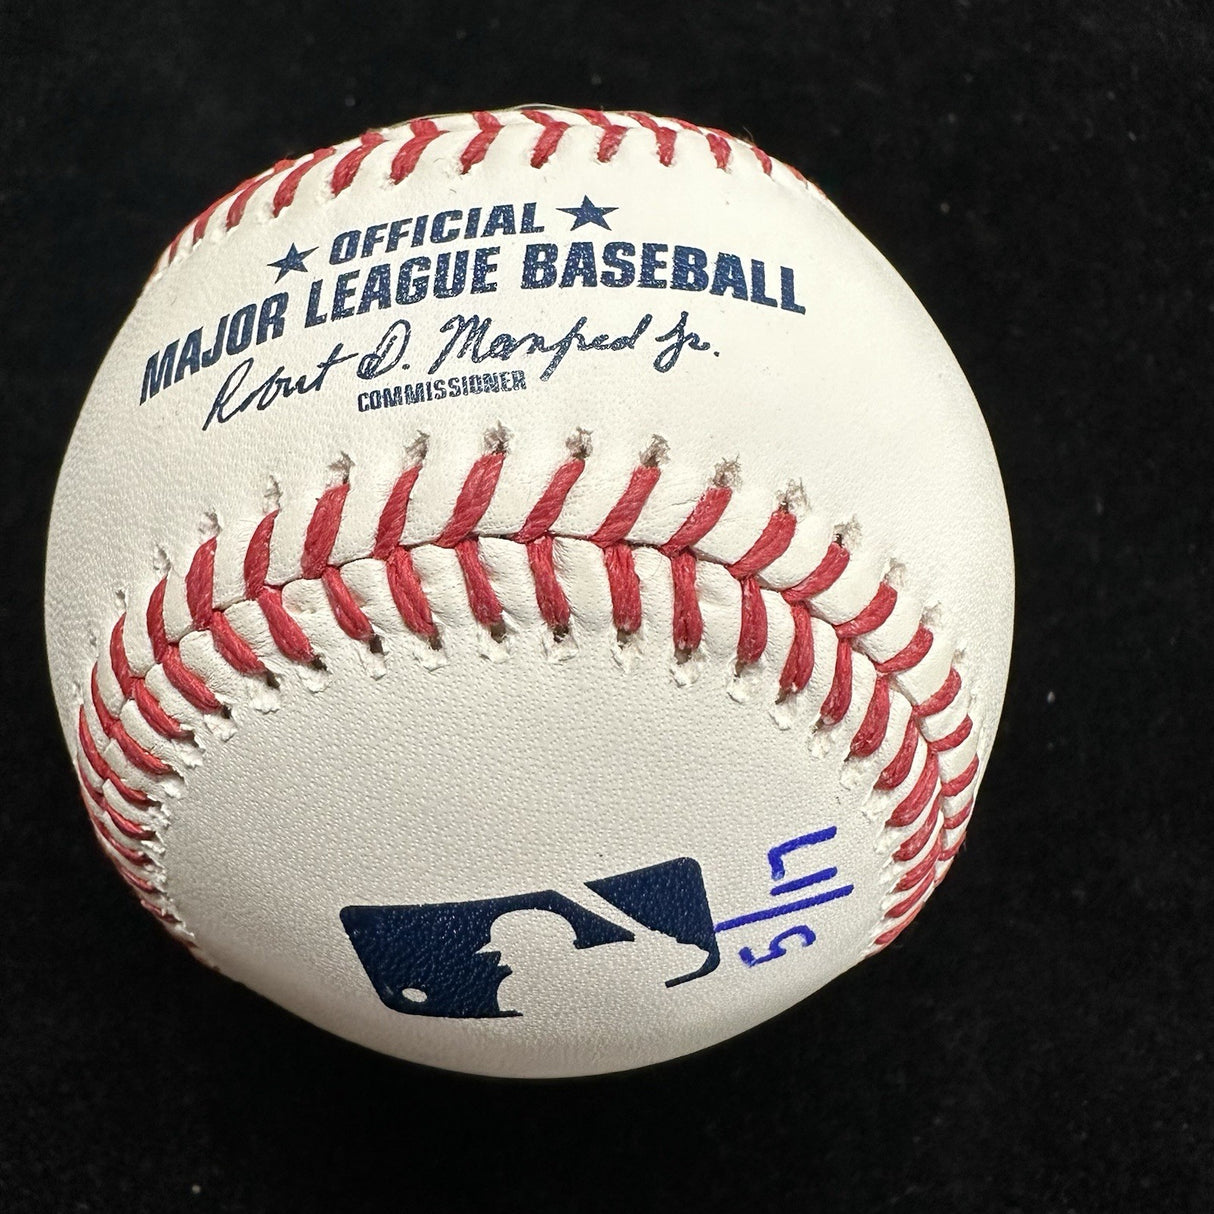 ★ OFFICIAL ★
MAJOR LEAGUE BASEBALL
Robert D. Manfred Jr.
COMMISSIONER
5/17